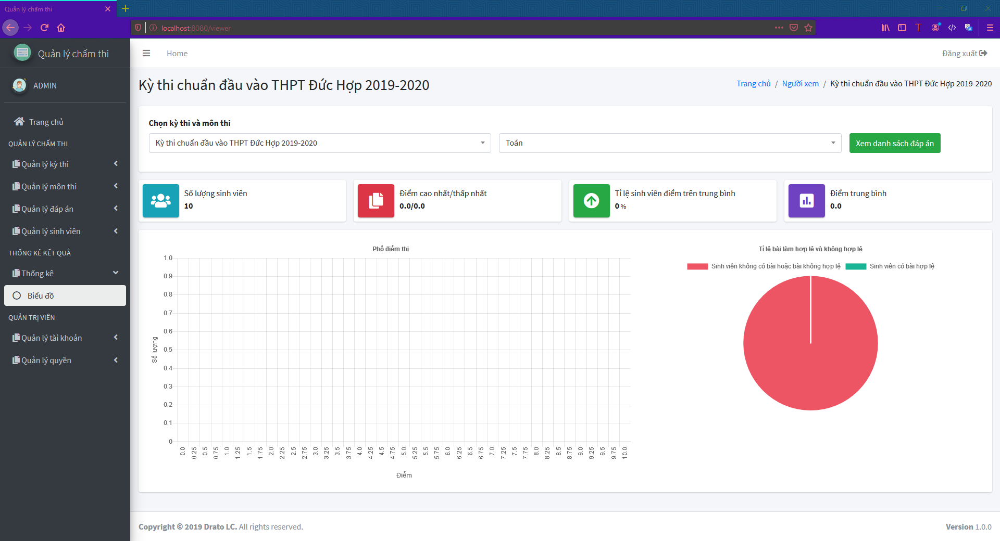 Quản lý chấm thi
localhost:8080/viewer
Quản lý chấm thi
Home
Đăng xuất
ADMIN
Kỳ thi chuẩn đầu vào THPT Đức Hợp 2019-2020
Trang chủ / Người xem / Kỳ thi chuẩn đầu vào THPT Đức Hợp 2019-2020
Trang chủ
QUẢN LÝ CHẤM THI
Quản lý kỳ thi
Quản lý môn thi
Quản lý đáp án
Quản lý sinh viên
THỐNG KÊ KẾT QUẢ
Thống kê
Biểu đồ
QUẢN TRỊ VIÊN
Quản lý tài khoản
Quản lý quyền
Chọn kỳ thi và môn thi
Kỳ thi chuẩn đầu vào THPT Đức Hợp 2019-2020
Toán
Xem danh sách đáp án
Số lượng sinh viên
10
Điểm cao nhất/thấp nhất
0.0/0.0
Tỉ lệ sinh viên điểm trên trung bình
0 %
Điểm trung bình
0.0
Phổ điểm thi
1.0
0.9
0.8
0.7
0.6
0.5
0.4
0.3
0.2
0.1
0
Số lượng
0.0 0.25 0.5 0.75 1.0 1.25 1.5 1.75 2.0 2.25 2.5 2.75 3.0 3.25 3.5 3.75 4.0 4.25 4.5 4.75 5.0 5.25 5.5 5.75 6.0 6.25 6.5 6.75 7.0 7.25 7.5 7.75 8.0 8.25 8.5 8.75 9.0 9.25 9.5 9.75 10.0
Điểm
Tỉ lệ bài làm hợp lệ và không hợp lệ
Sinh viên không có bài hoặc bài không hợp lệ
Sinh viên có bài hợp lệ
Copyright © 2019 Drato LC. All rights reserved.
Version 1.0.0